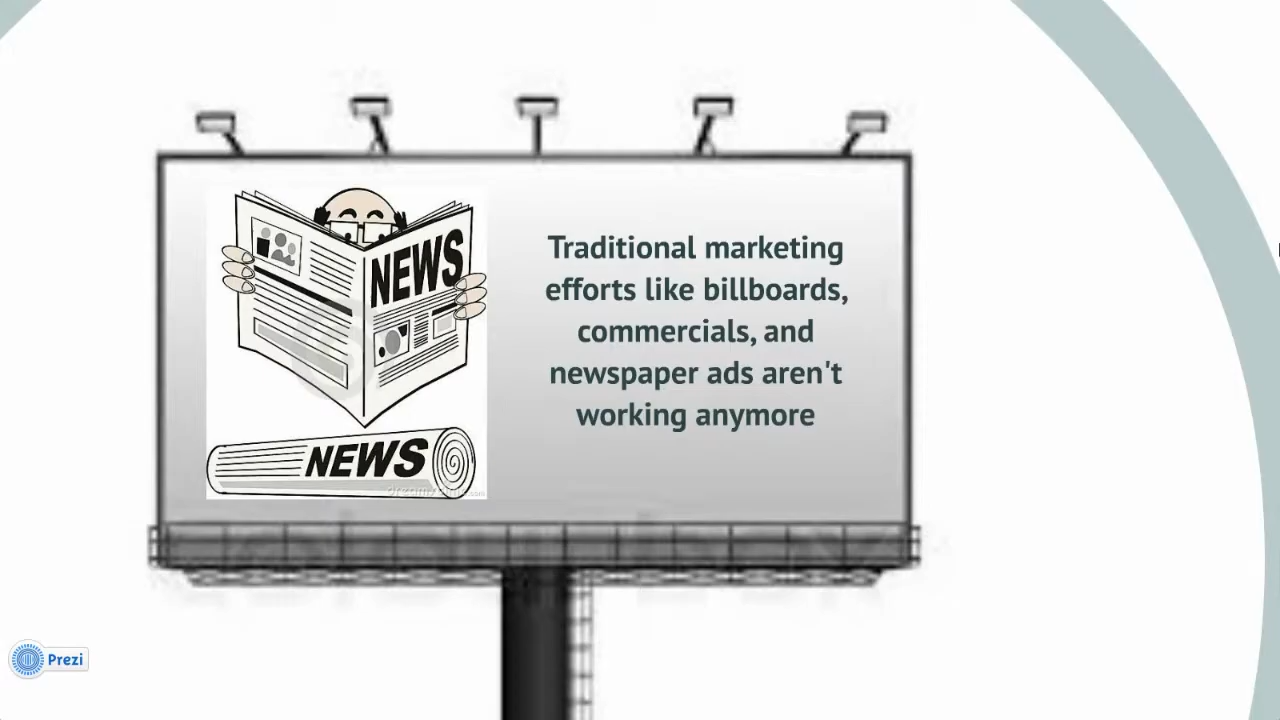 NEWS
NEWS
Traditional marketing
efforts like billboards,
commercials, and
newspaper ads aren't
working anymore
Prezi